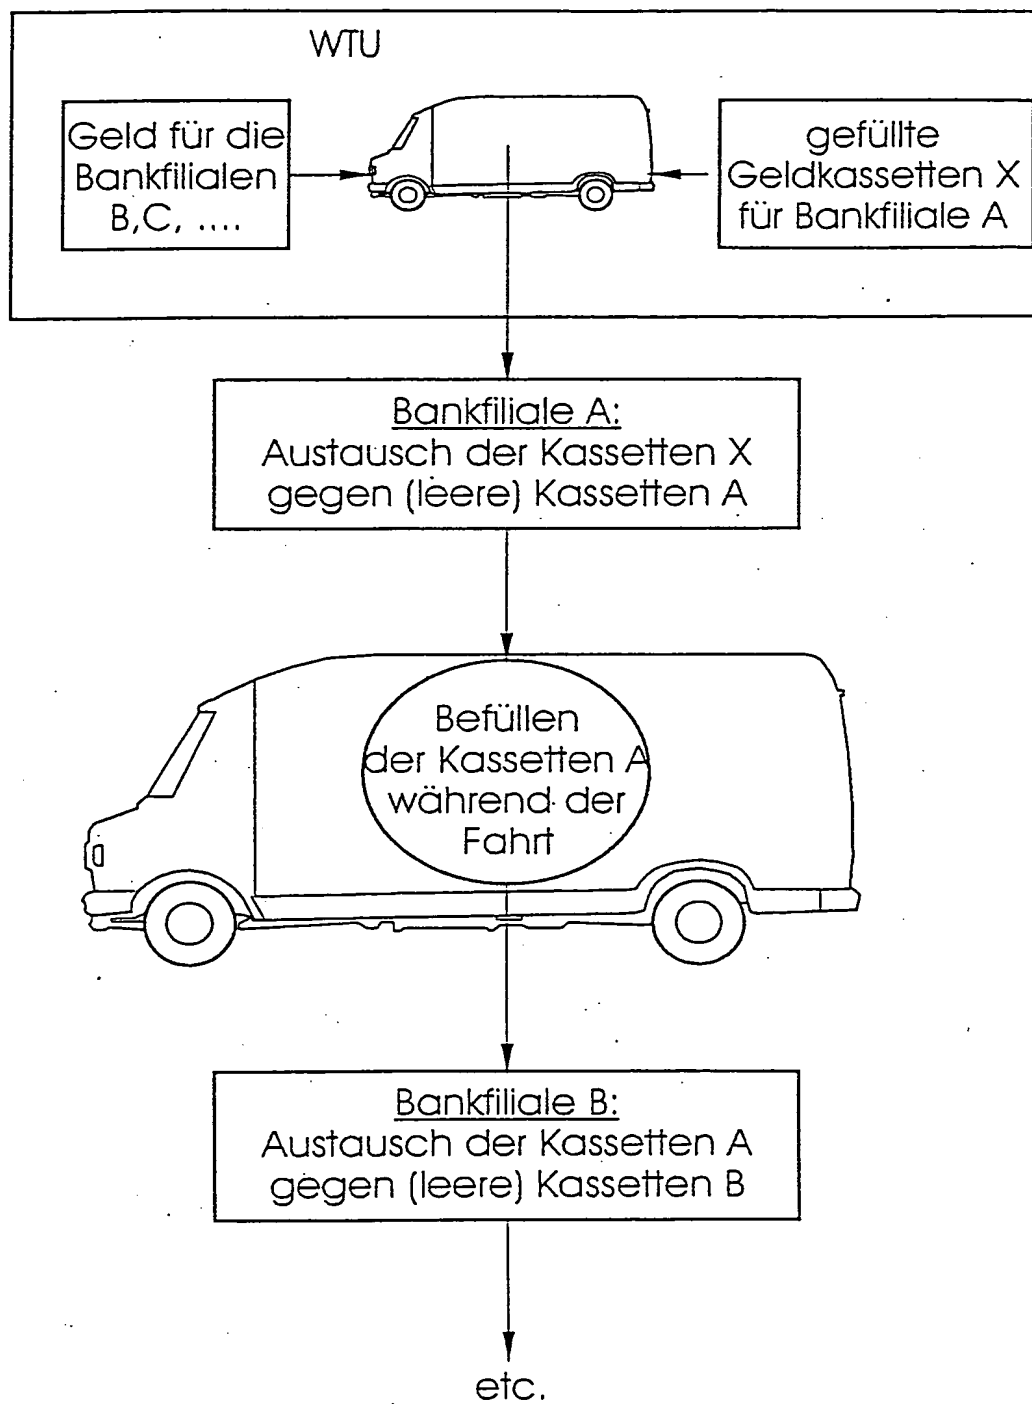 WTU
Geld für die
Bankfilialen
B,C, ....
gefüllte
Geldkassetten X
für Bankfiliale A
Bankfiliale A:
Austausch der Kassetten X
gegen (leere) Kassetten A
Befüllen
der Kassetten A
während der
Fahrt
Bankfiliale B:
Austausch der Kassetten A
gegen (leere) Kassetten B
etc.